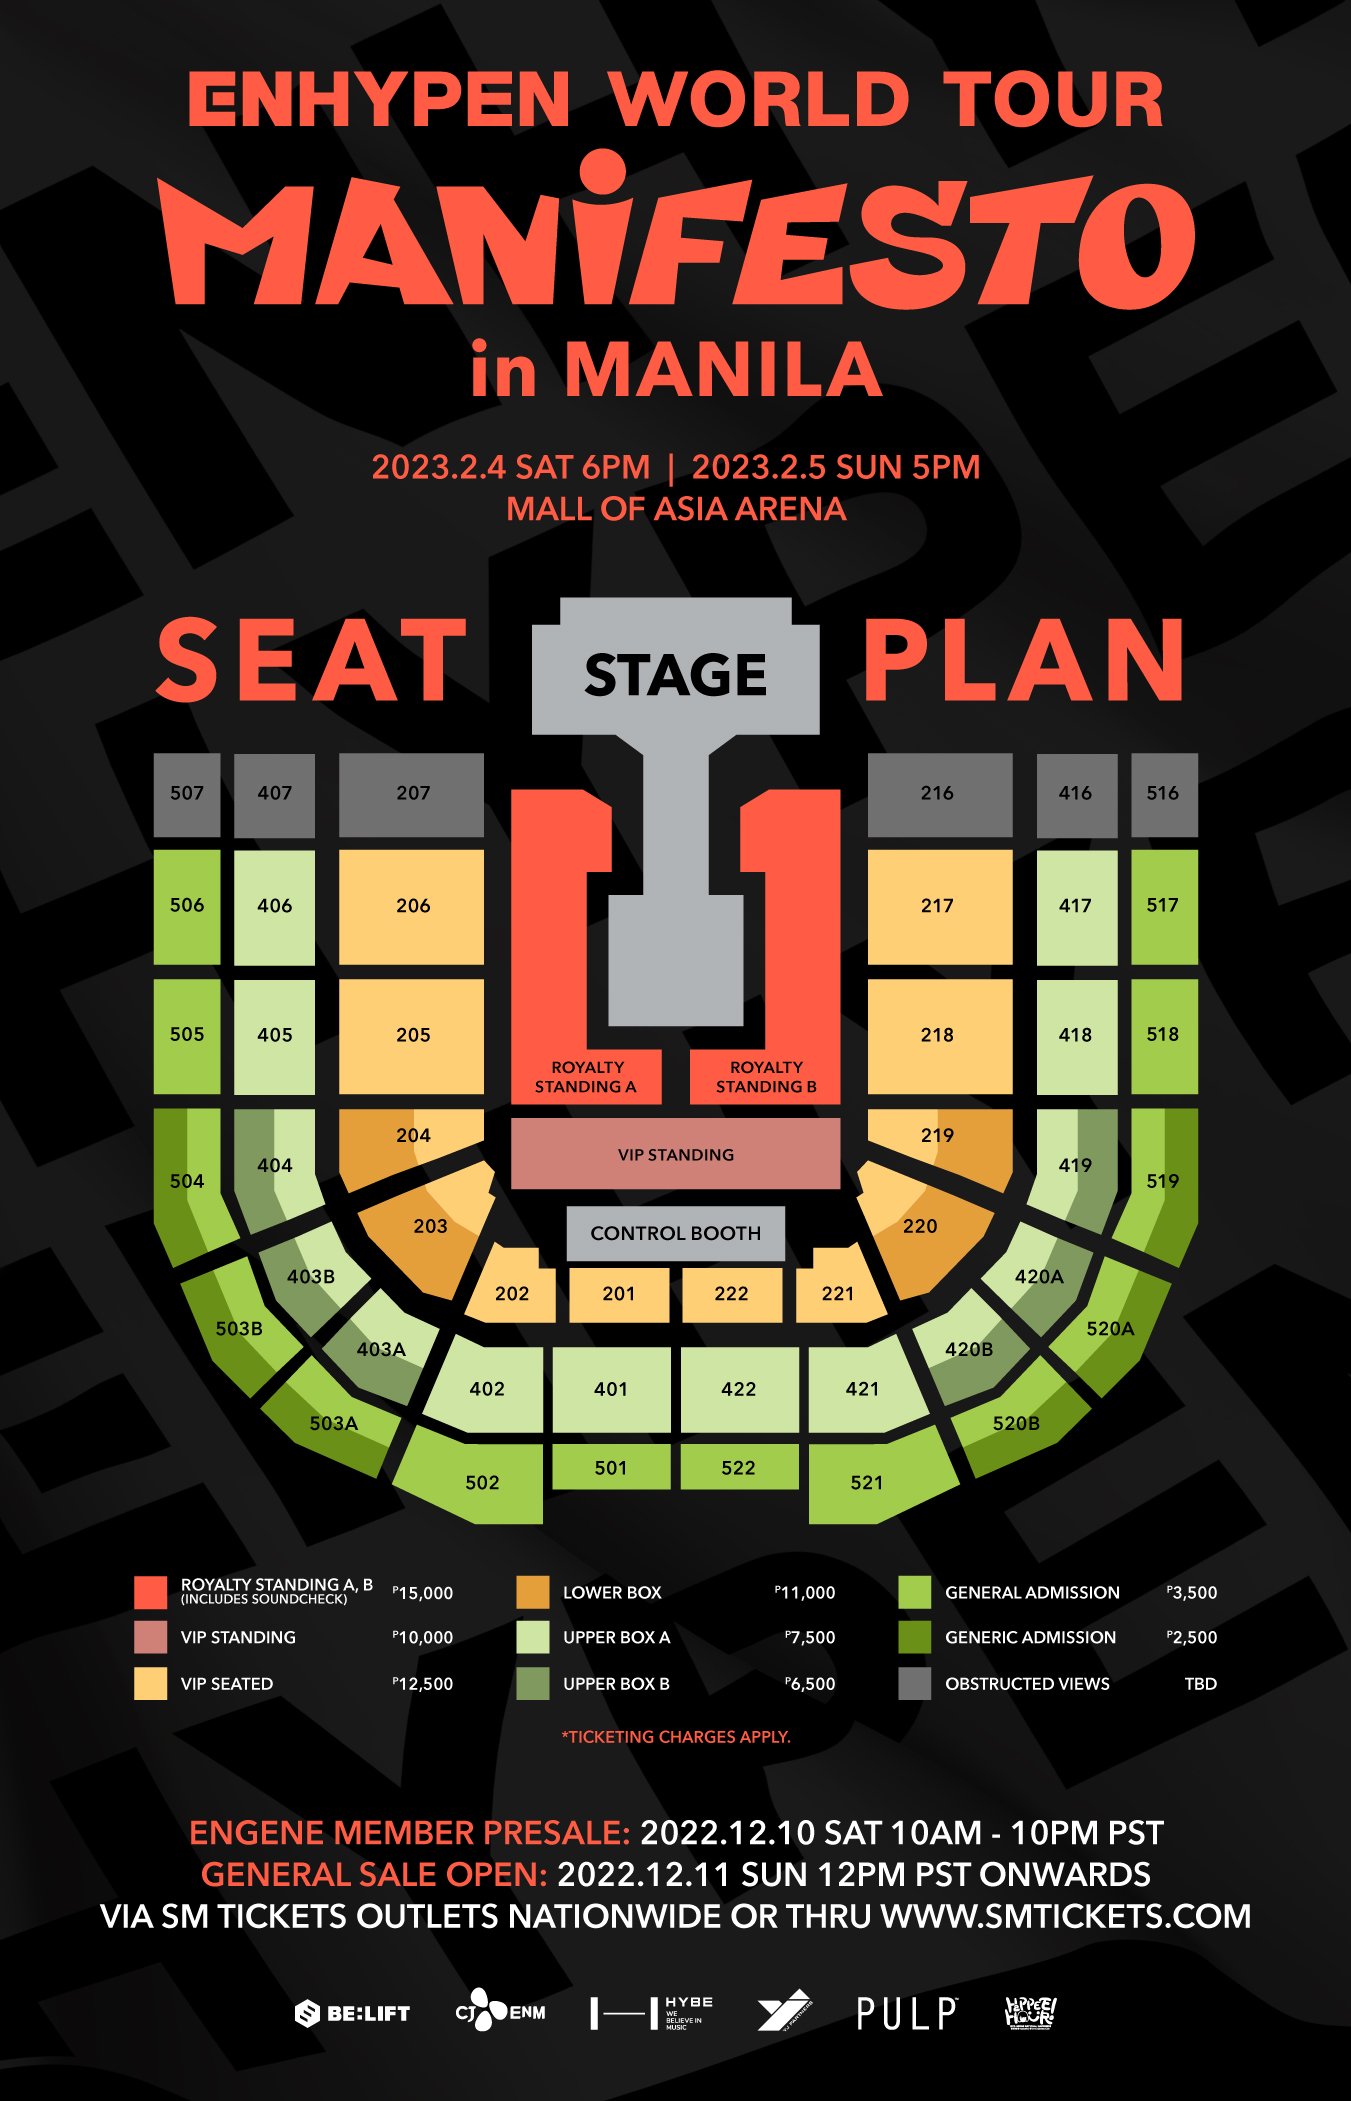 ENHYPEN WORLD TOUR
MANiFESTO
in MANILA
2023.2.4 SAT 6PM | 2023.2.5 SUN 5PM
MALL OF ASIA ARENA
SEAT PLAN
STAGE
507 407 207 216 416 516
506 406 206 217 417 517
505 405 205 218 418 518
ROYALTY STANDING A
ROYALTY STANDING B
504 404 204 219 419 519
VIP STANDING
203 220
CONTROL BOOTH
503B 403B 420A 520A
202 201 222 221
503A 403A 420B 520B
402 401 422 421
502 501 522 521
ROYALTY STANDING A, B ₱15,000
(INCLUDES SOUNDCHECK)
VIP STANDING ₱10,000
VIP SEATED ₱12,500
LOWER BOX ₱11,000
UPPER BOX A ₱7,500
UPPER BOX B ₱6,500
GENERAL ADMISSION ₱3,500
GENERIC ADMISSION ₱2,500
OBSTRUCTED VIEWS TBD
*TICKETING CHARGES APPLY.
ENGENE MEMBER PRESALE: 2022.12.10 SAT 10AM - 10PM PST
GENERAL SALE OPEN: 2022.12.11 SUN 12PM PST ONWARDS
VIA SM TICKETS OUTLETS NATIONWIDE OR THRU WWW.SMTICKETS.COM
BE:LIFT
CJ ENM
HYBE
WE
BELIEVE IN
MUSIC
YJ PARTNERS
PULP
HIPPEE!
HOUR!